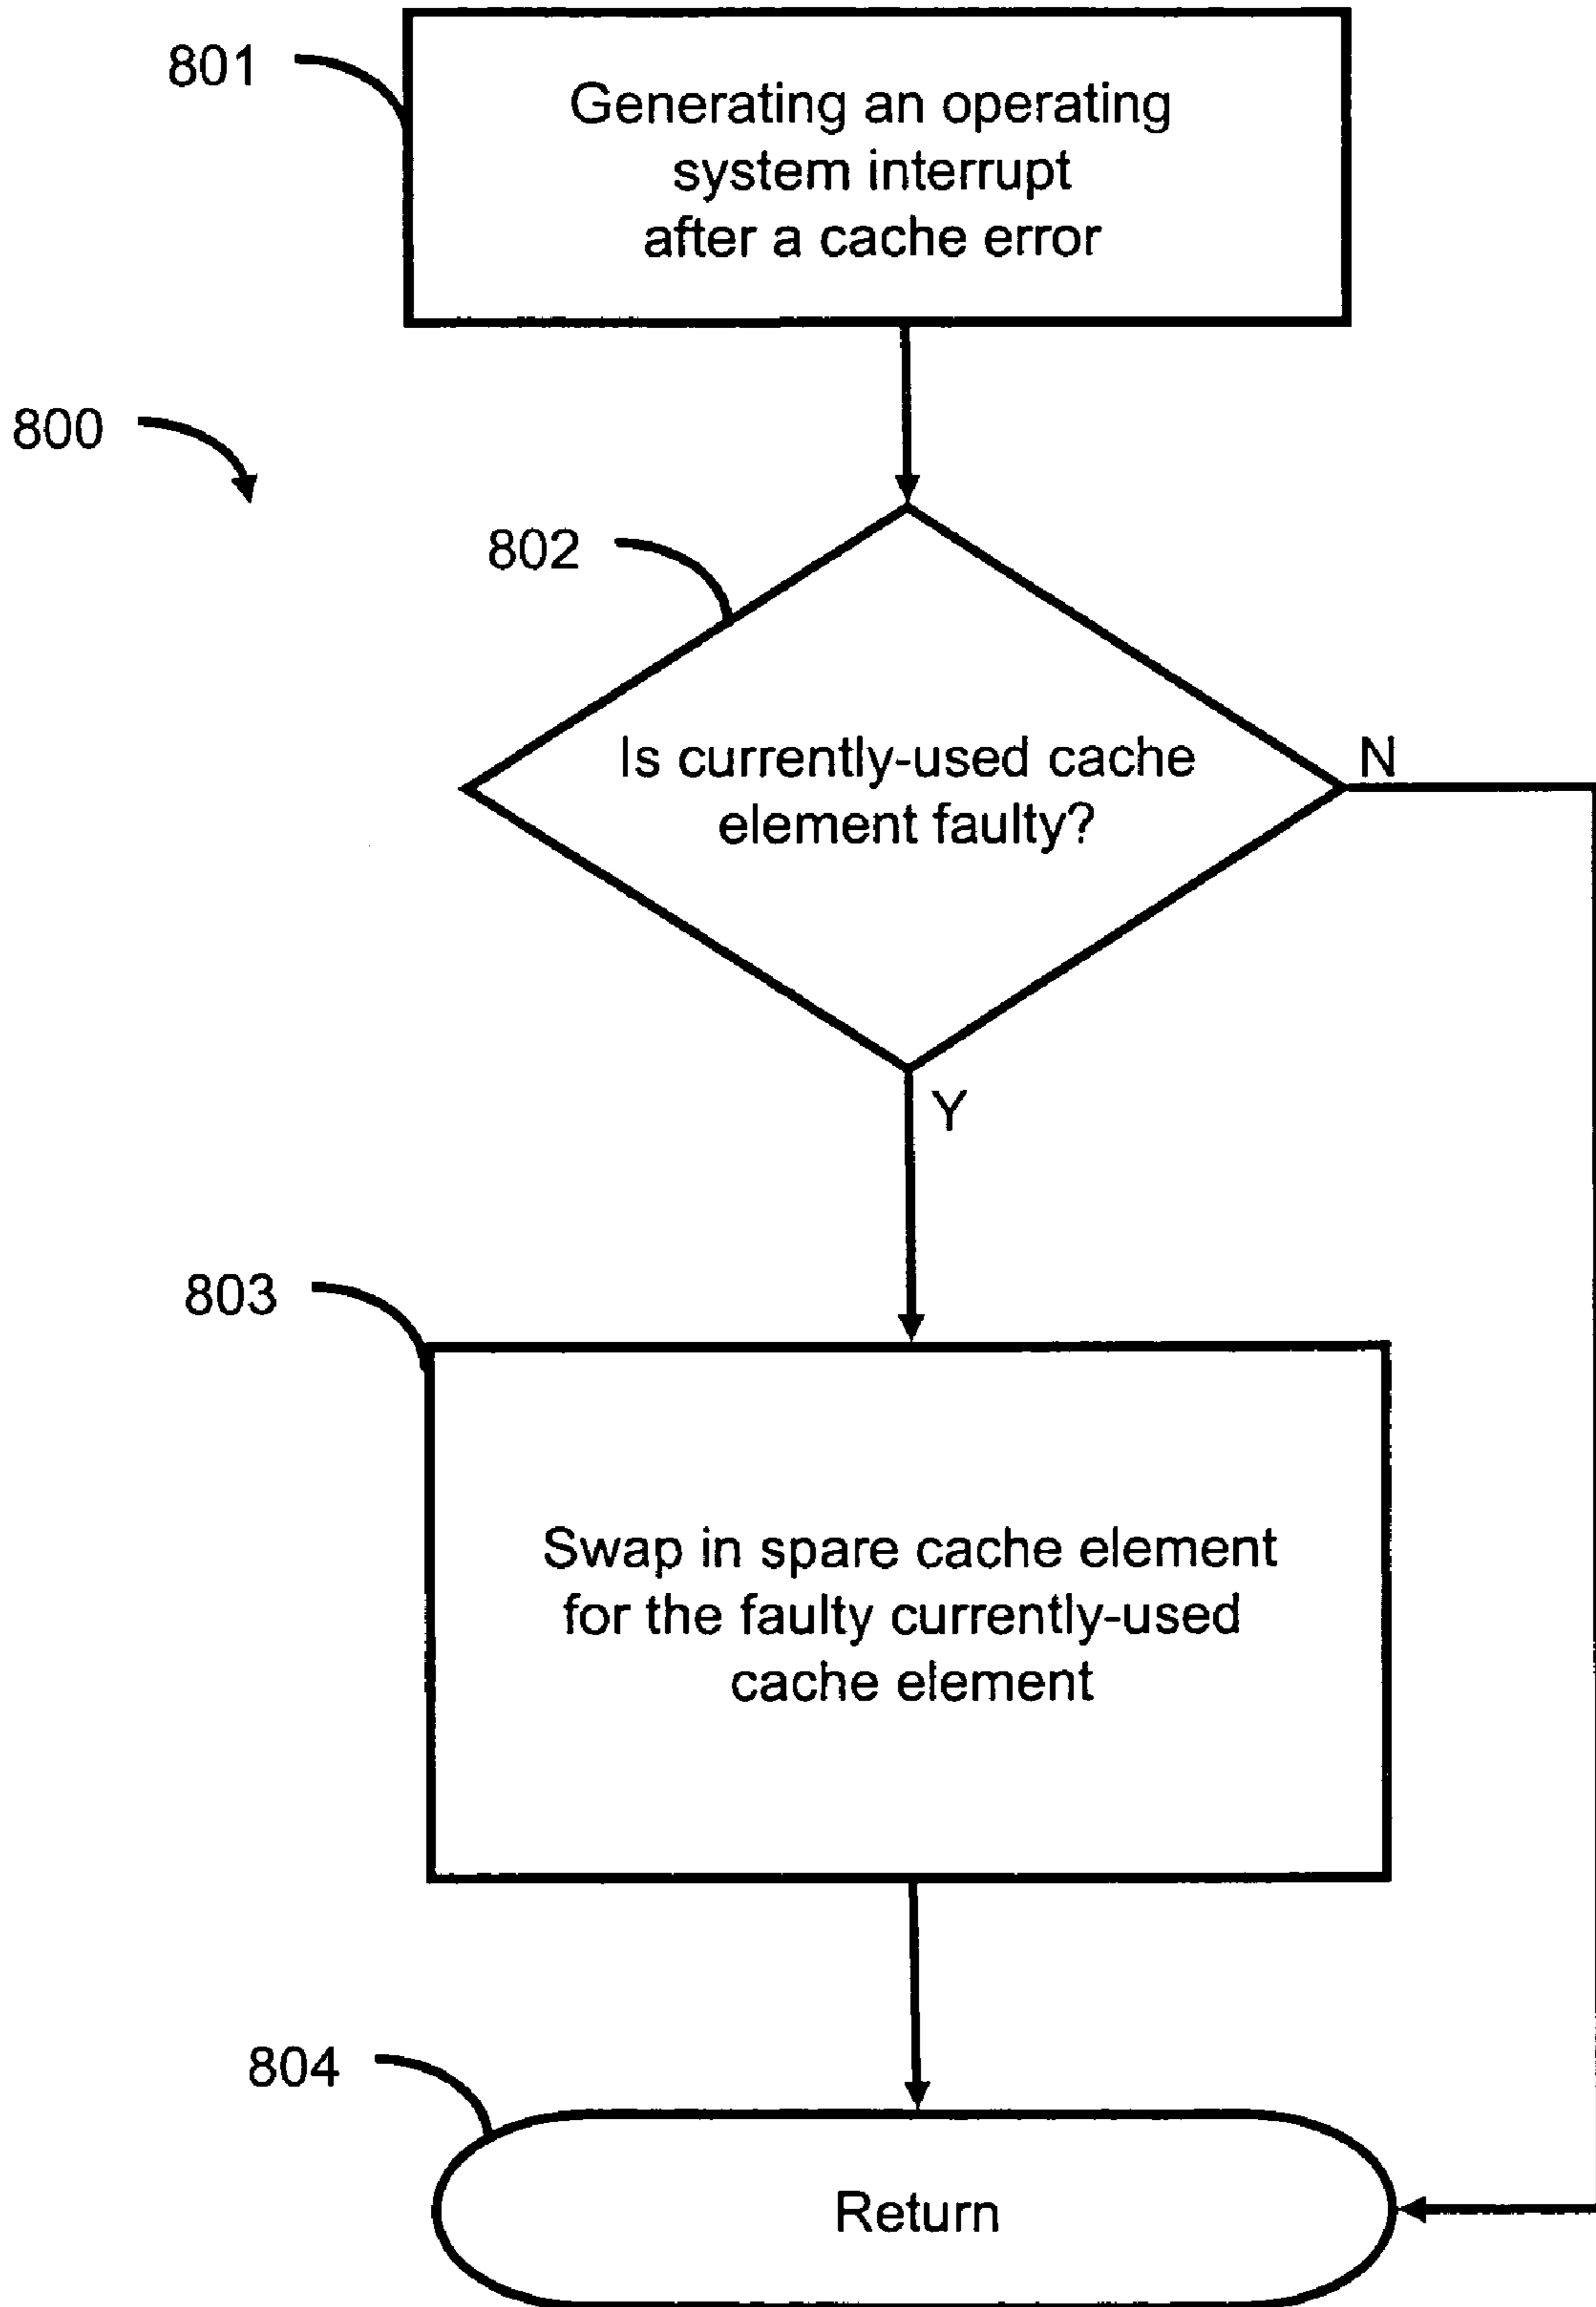 801
Generating an operating
system interrupt
after a cache error
800
802
Is currently-used cache
element faulty?
N
Y
803
Swap in spare cache element
for the faulty currently-used
cache element
804
Return